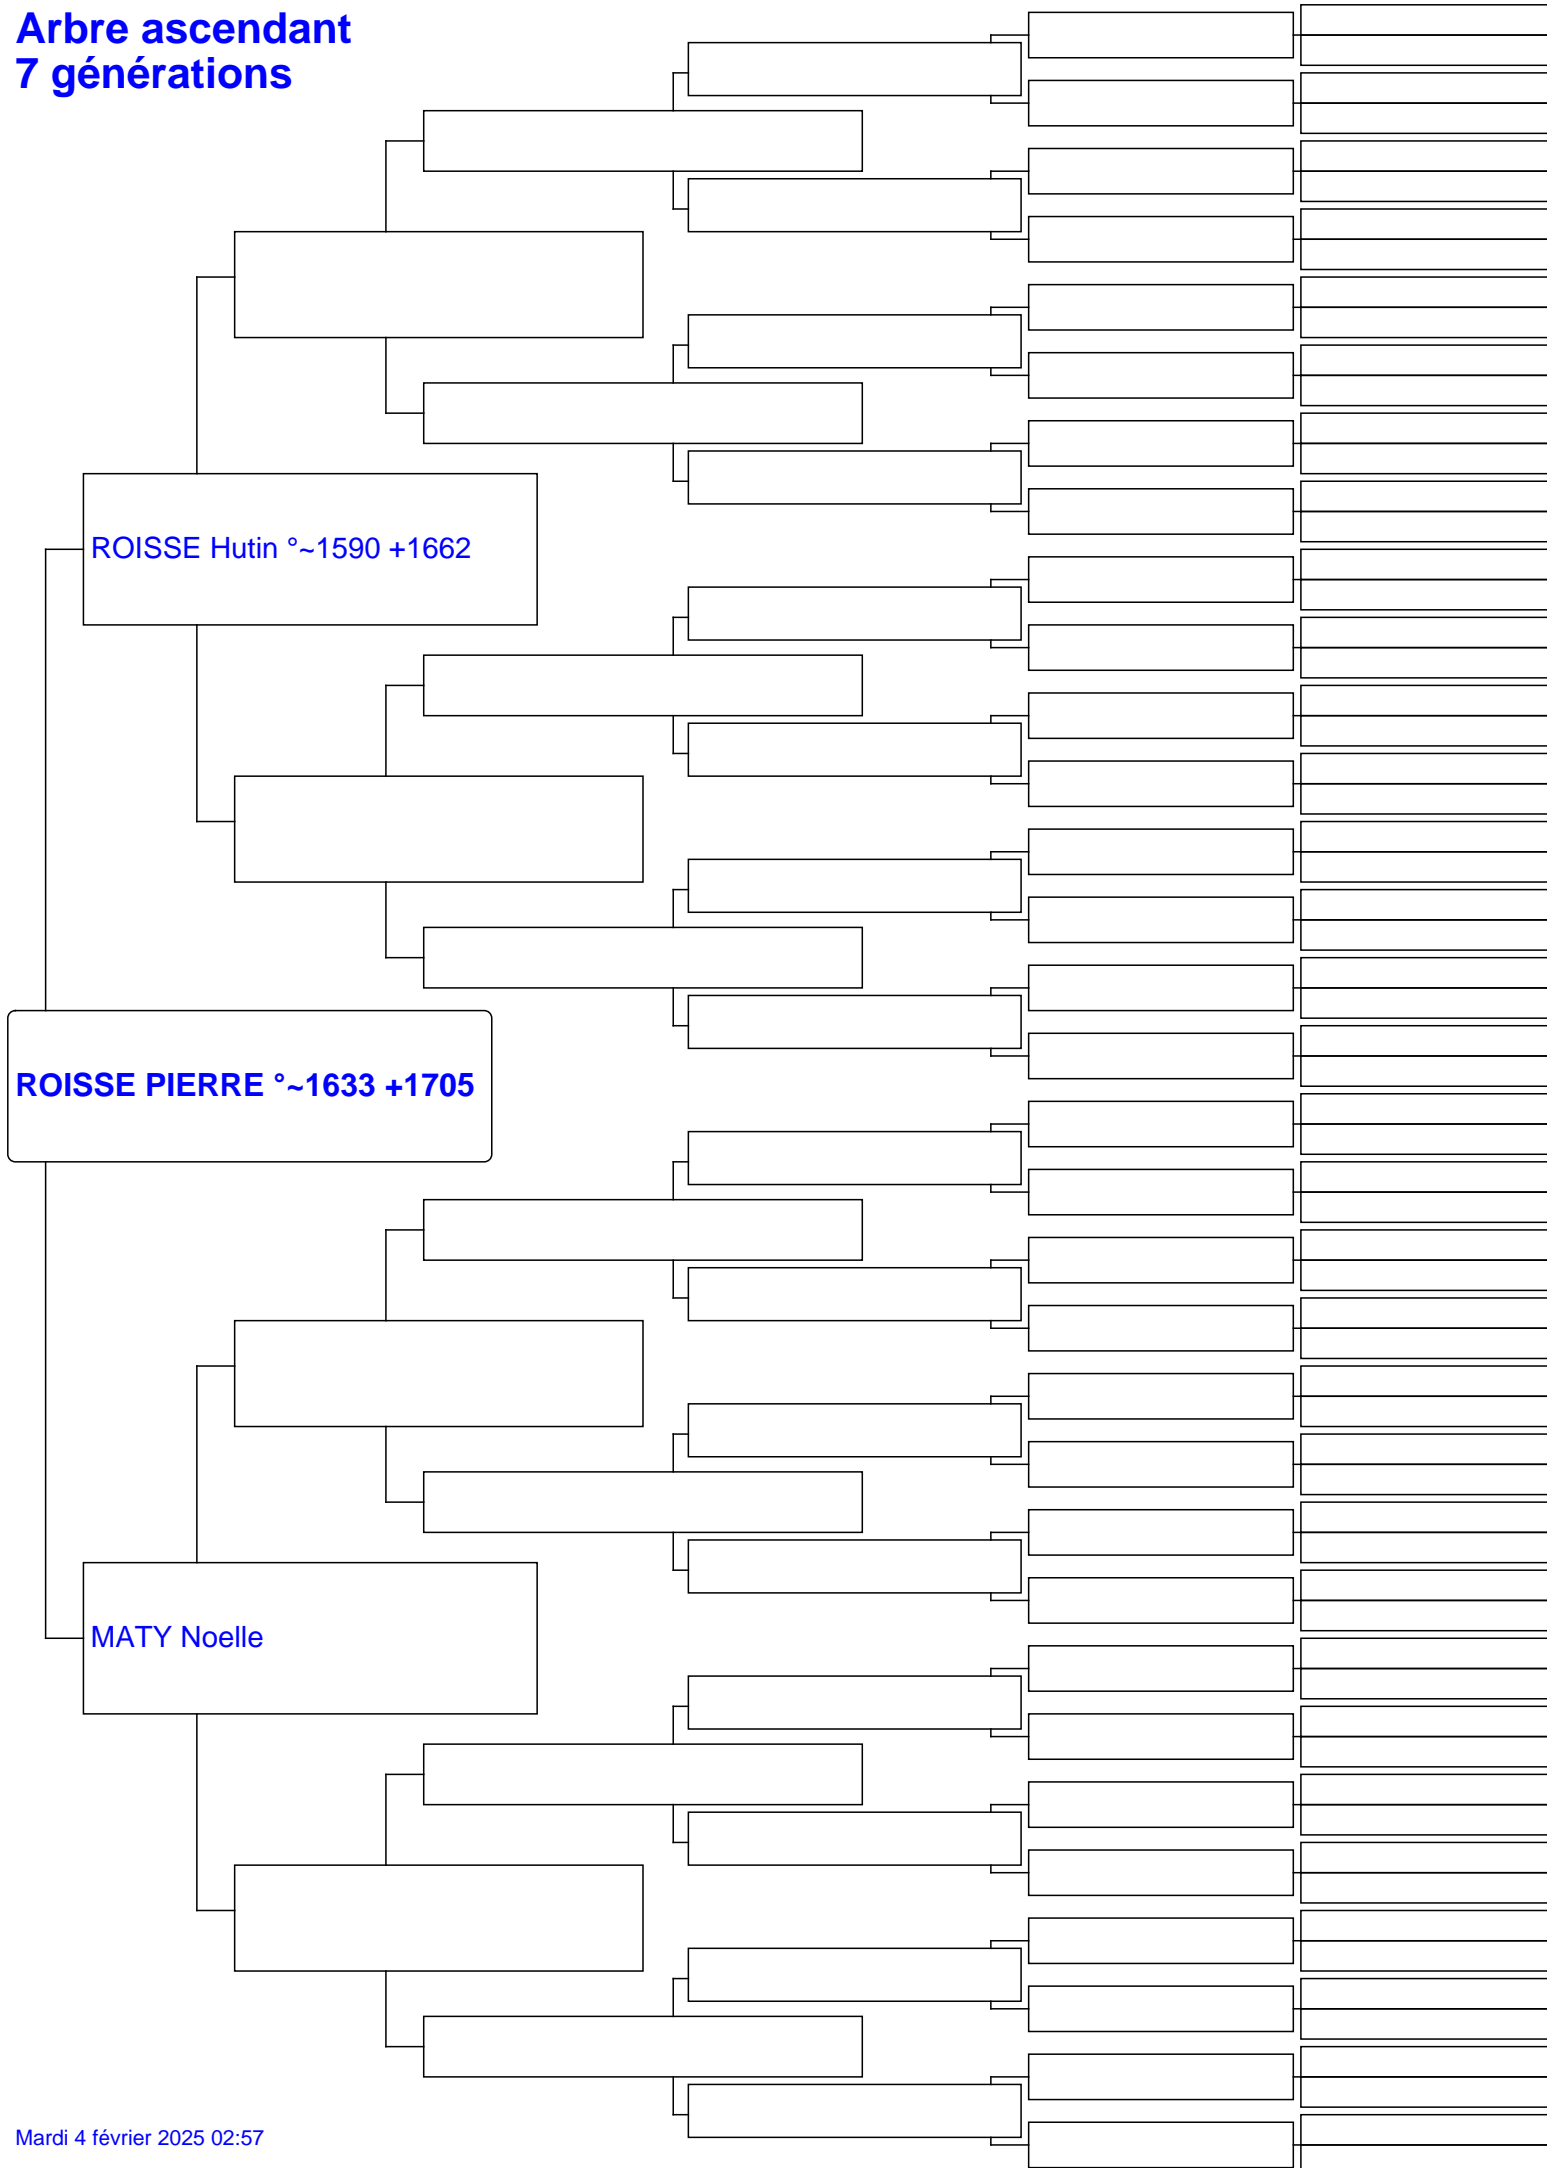 Arbre ascendant
7 générations
ROISSE Hutin °~1590 +1662
ROISSE PIERRE °~1633 +1705
MATY Noelle
Mardi 4 février 2025 02:57